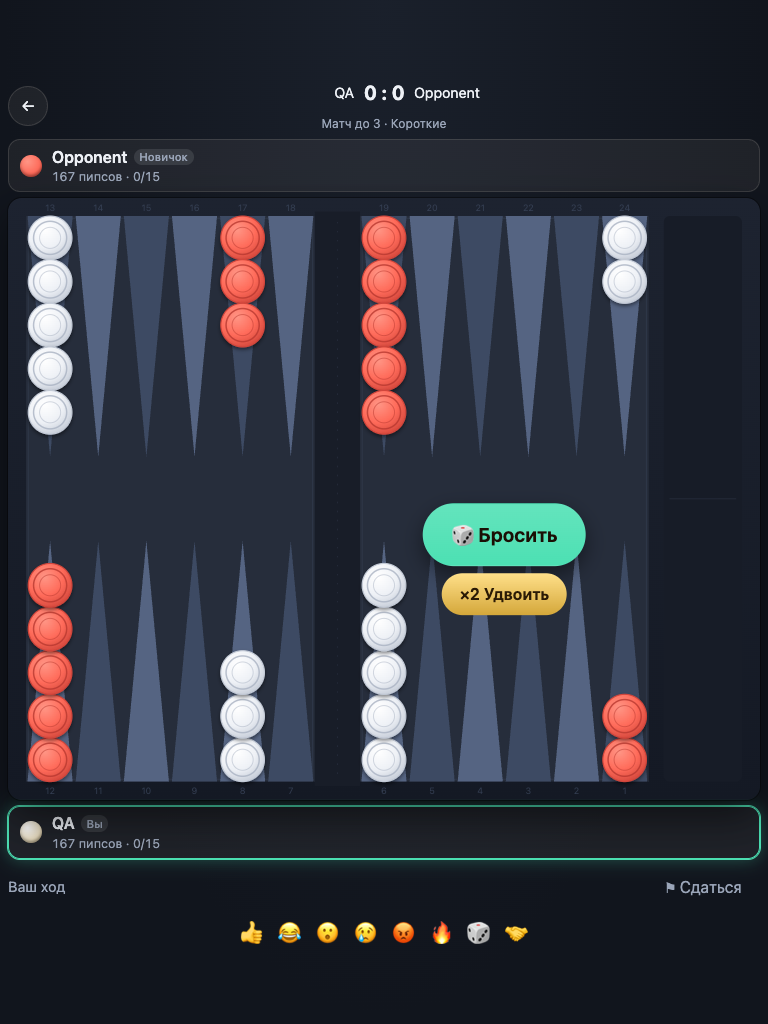 QA 0 : 0 Opponent
Матч до 3 · Короткие
Opponent Новичок
167 пипсов · 0/15
13 14 15 16 17 18 19 20 21 22 23 24
Бросить
×2 Удвоить
12 11 10 9 8 7 6 5 4 3 2 1
QA Вы
167 пипсов · 0/15
Ваш ход
Сдаться